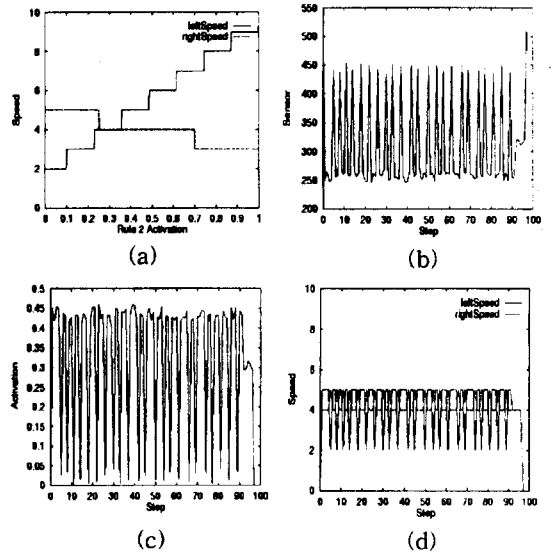 leftSpeed
rightSpeed
Speed
10
8
6
4
2
0
0 0.1 0.2 0.3 0.4 0.5 0.6 0.7 0.8 0.9 1
Rule 2 Activation
(a)
Sensor
500
450
400
350
300
250
200
0 10 20 30 40 50 60 70 80 90 100
Step
(b)
Activation
0.5
0.45
0.4
0.35
0.3
0.25
0.2
0.15
0.1
0.05
0
0 10 20 30 40 50 60 70 80 90 100
Step
(c)
leftSpeed
rightSpeed
Speed
10
8
6
4
2
0
0 10 20 30 40 50 60 70 80 90 100
Step
(d)